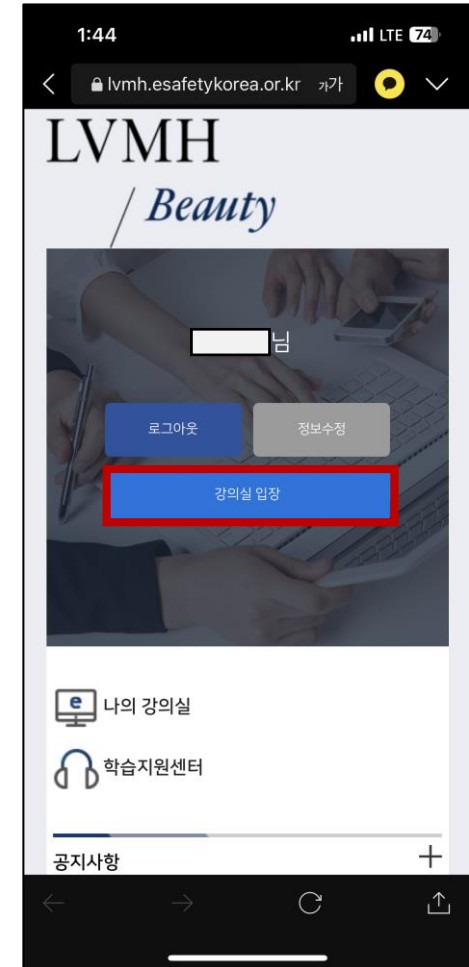 1:44
LTE 74
lvmh.esafetykorea.or.kr 가가
LVMH
Beauty
님
로그아웃
정보수정
강의실 입장
e 나의 강의실
학습지원센터
공지사항